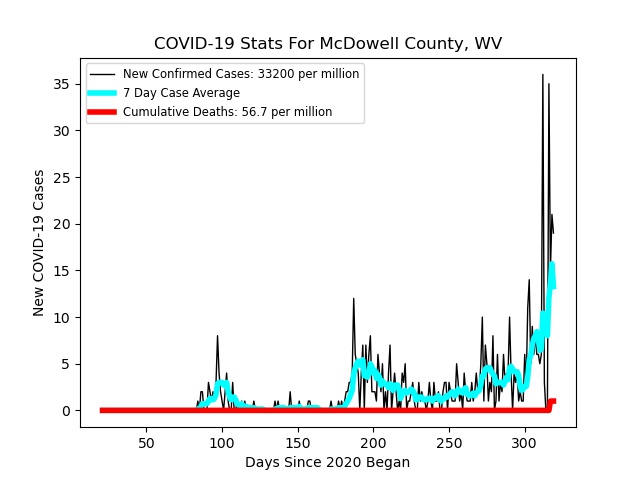 COVID-19 Stats For McDowell County, WV
New Confirmed Cases: 33200 per million
7 Day Case Average
Cumulative Deaths: 56.7 per million
New COVID-19 Cases
35
30
25
20
15
10
5
0
50 100 150 200 250 300
Days Since 2020 Began